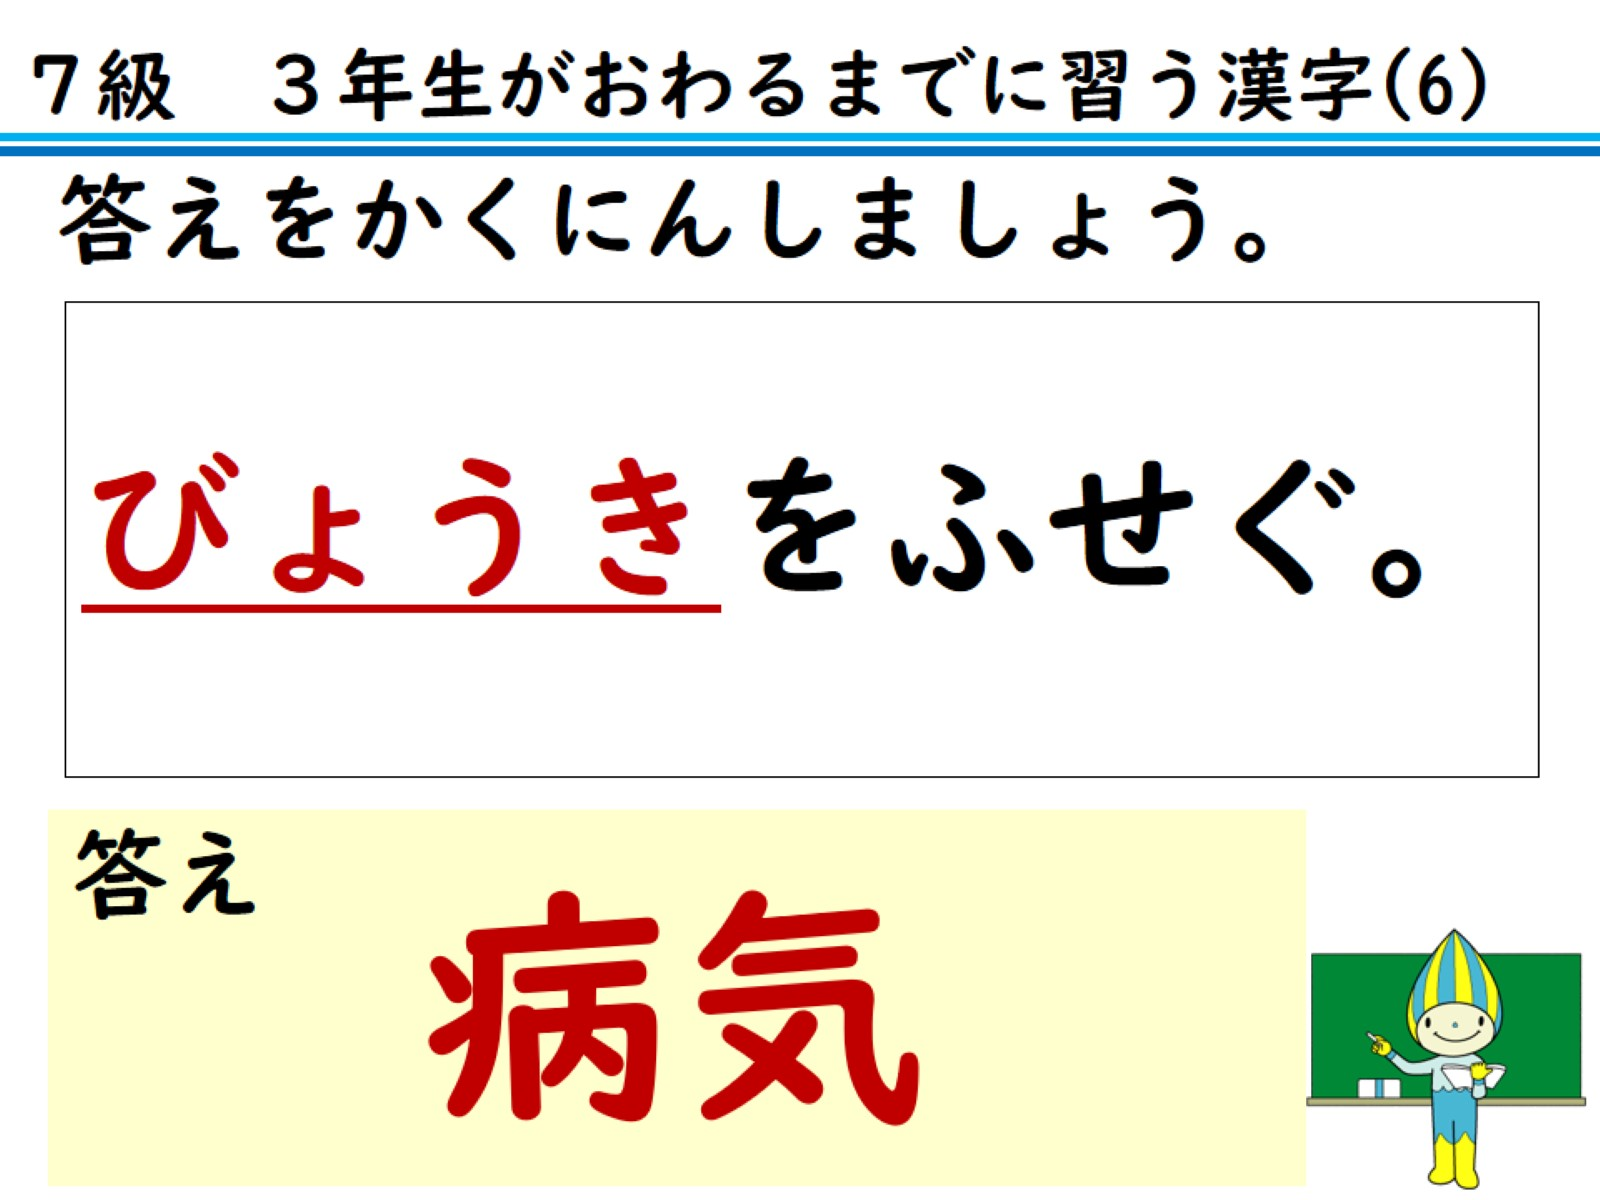 ７級　３年生がおわるまでに習う漢字(6)
答えをかくにんしましょう。
びょうきをふせぐ。
答え
病気